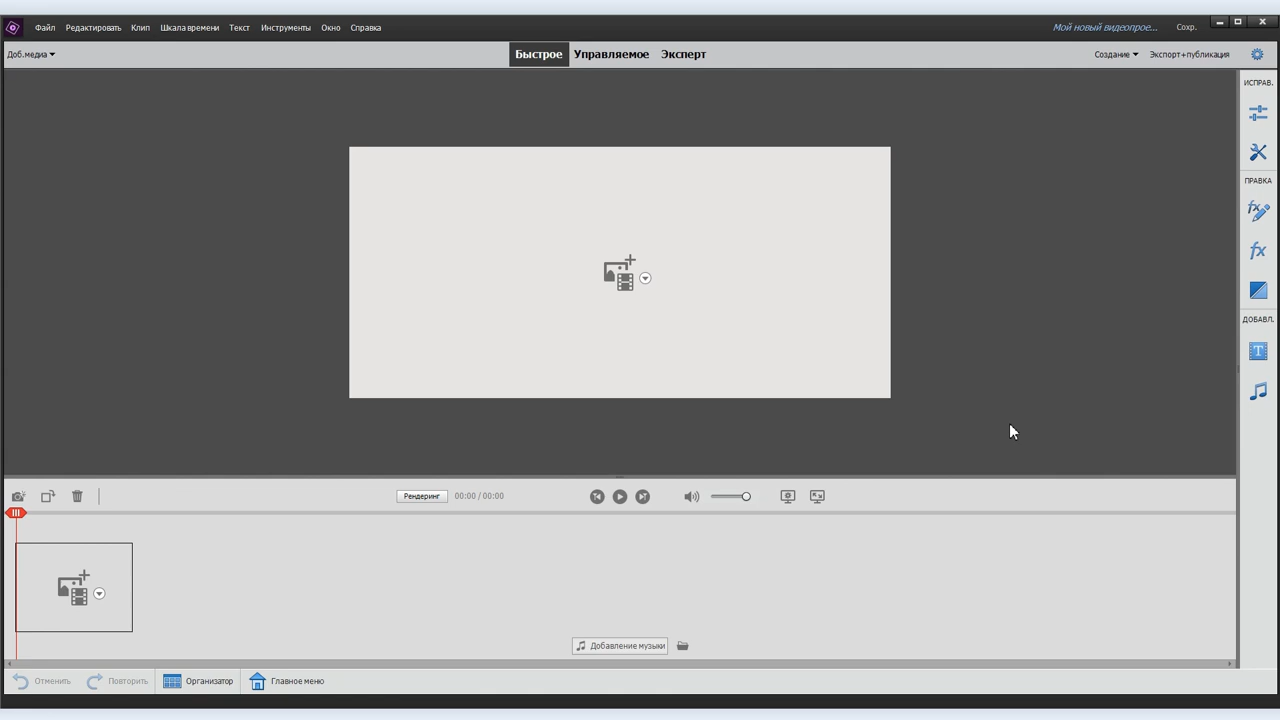 Файл Редактировать Клип Шкала времени Текст Инструменты Окно Справка Мой новый видеопрое... Сохр.
Доб.медиа Быстрое Управляемое Эксперт Создание Экспорт+публикация
ИСПРАВ.
ПРАВКА
ДОБАВЛ.
Рендеринг 00:00 / 00:00
Добавление музыки
Отменить Повторить Организатор Главное меню